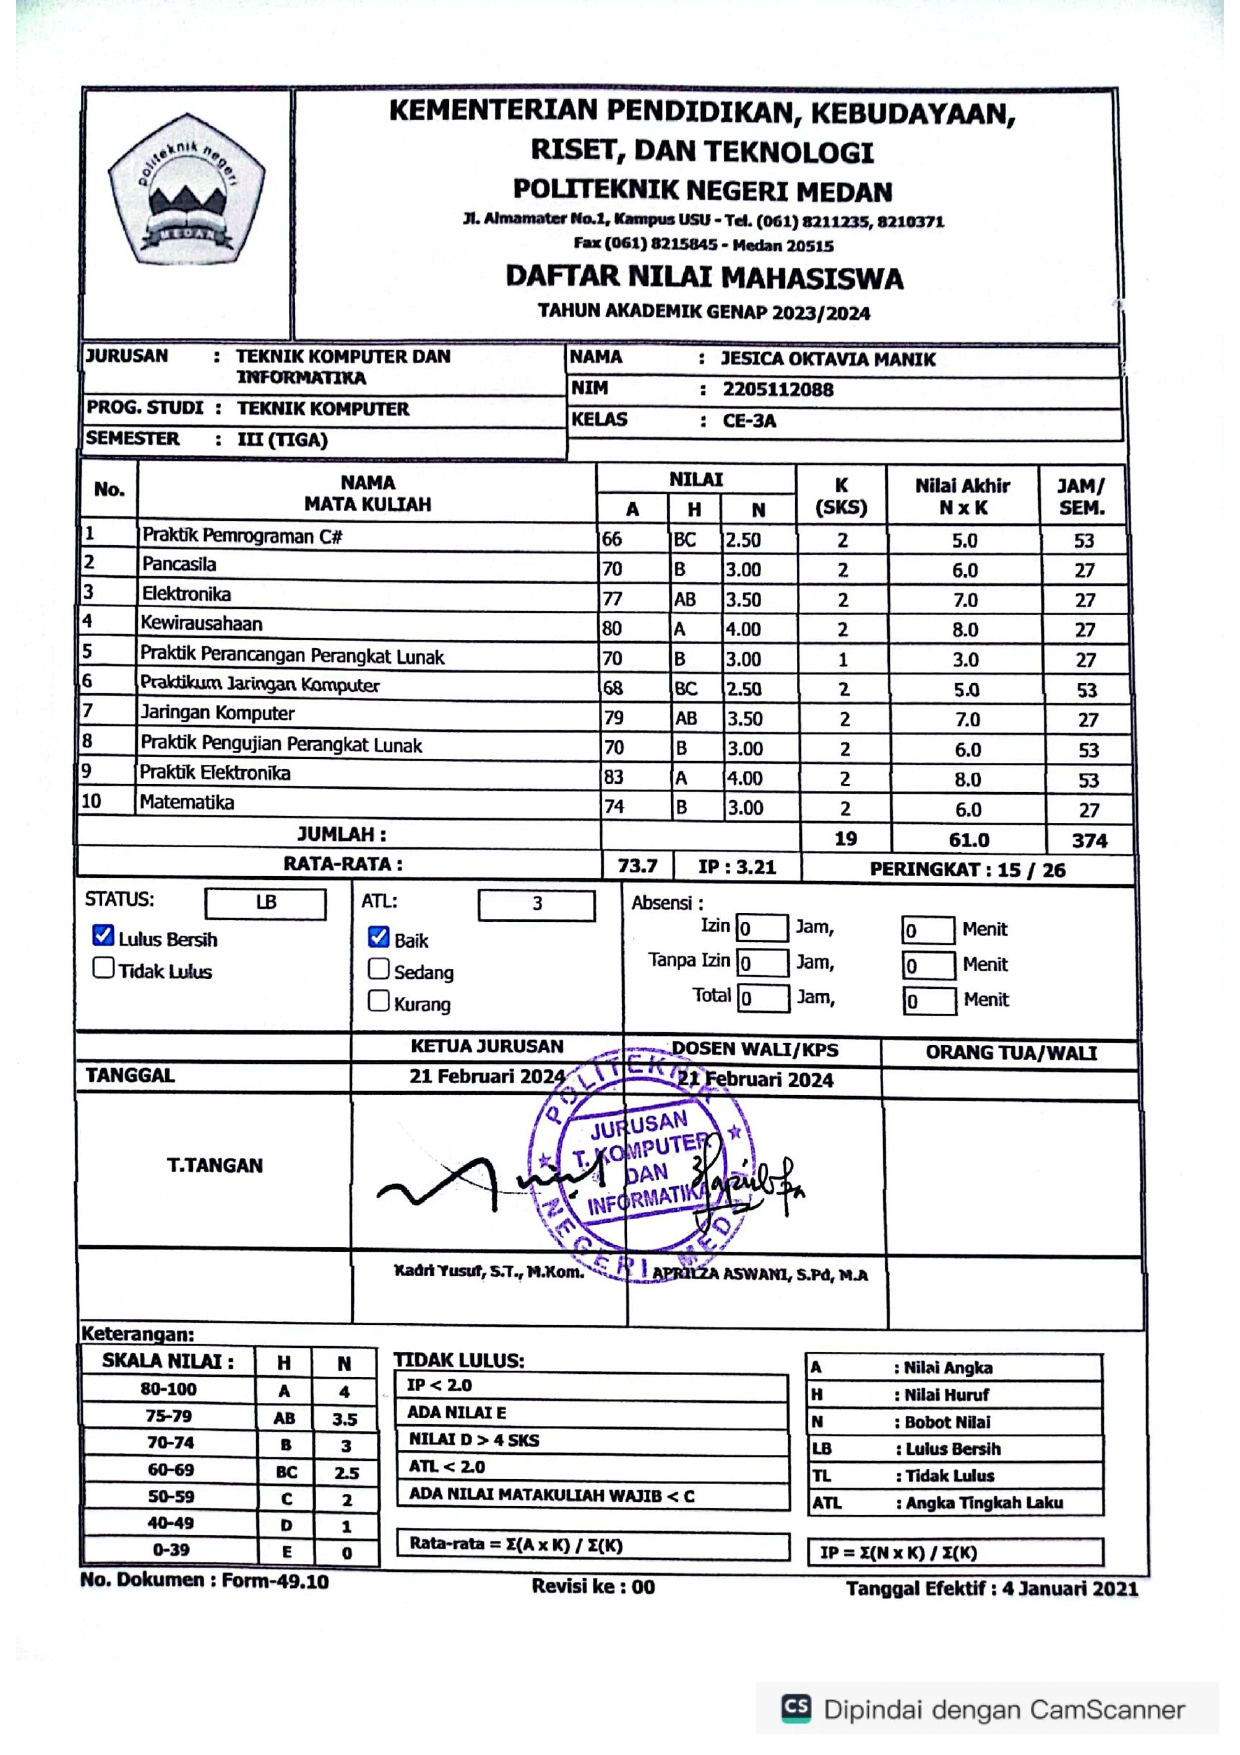 politeknik negeri
MEDAN
KEMENTERIAN PENDIDIKAN, KEBUDAYAAN,
RISET, DAN TEKNOLOGI
POLITEKNIK NEGERI MEDAN
Jl. Almamater No.1, Kampus USU - Tel. (061) 8211235, 8210371
Fax (061) 8215845 - Medan 20515
DAFTAR NILAI MAHASISWA
TAHUN AKADEMIK GENAP 2023/2024
JURUSAN : TEKNIK KOMPUTER DAN
INFORMATIKA
PROG. STUDI : TEKNIK KOMPUTER
SEMESTER : III (TIGA)
NAMA : JESICA OKTAVIA MANIK
NIM : 2205112088
KELAS : CE-3A
No. NAMA MATA KULIAH NILAI K (SKS) Nilai Akhir N x K JAM/ SEM.
A H N
1 Praktik Pemrograman C# 66 BC 2.50 2 5.0 53
2 Pancasila 70 B 3.00 2 6.0 27
3 Elektronika 77 AB 3.50 2 7.0 27
4 Kewirausahaan 80 A 4.00 2 8.0 27
5 Praktik Perancangan Perangkat Lunak 70 B 3.00 1 3.0 27
6 Praktikum Jaringan Komputer 68 BC 2.50 2 5.0 53
7 Jaringan Komputer 79 AB 3.50 2 7.0 27
8 Praktik Pengujian Perangkat Lunak 70 B 3.00 2 6.0 53
9 Praktik Elektronika 83 A 4.00 2 8.0 53
10 Matematika 74 B 3.00 2 6.0 27
JUMLAH : 19 61.0 374
RATA-RATA : 73.7 IP : 3.21 PERINGKAT : 15 / 26
STATUS: LB
Lulus Bersih
Tidak Lulus
ATL: 3
Baik
Sedang
Kurang
Absensi :
Izin 0 Jam, 0 Menit
Tanpa Izin 0 Jam, 0 Menit
Total 0 Jam, 0 Menit
KETUA JURUSAN DOSEN WALI/KPS ORANG TUA/WALI
TANGGAL 21 Februari 2024 21 Februari 2024
T.TANGAN
POLITEKNIK
JURUSAN
T. KOMPUTER
DAN
INFORMATIKA
NEGERI MED
Kadri Yusuf, S.T., M.Kom. APRILZA ASWANI, S.Pd, M.A
Keterangan:
SKALA NILAI : H N
80-100 A 4
75-79 AB 3.5
70-74 B 3
60-69 BC 2.5
50-59 C 2
40-49 D 1
0-39 E 0
TIDAK LULUS:
IP < 2.0
ADA NILAI E
NILAI D > 4 SKS
ATL < 2.0
ADA NILAI MATAKULIAH WAJIB < C
Rata-rata = Σ(A x K) / Σ(K)
A : Nilai Angka
H : Nilai Huruf
N : Bobot Nilai
LB : Lulus Bersih
TL : Tidak Lulus
ATL : Angka Tingkah Laku
IP = Σ(N x K) / Σ(K)
No. Dokumen : Form-49.10 Revisi ke : 00 Tanggal Efektif : 4 Januari 2021
CS Dipindai dengan CamScanner